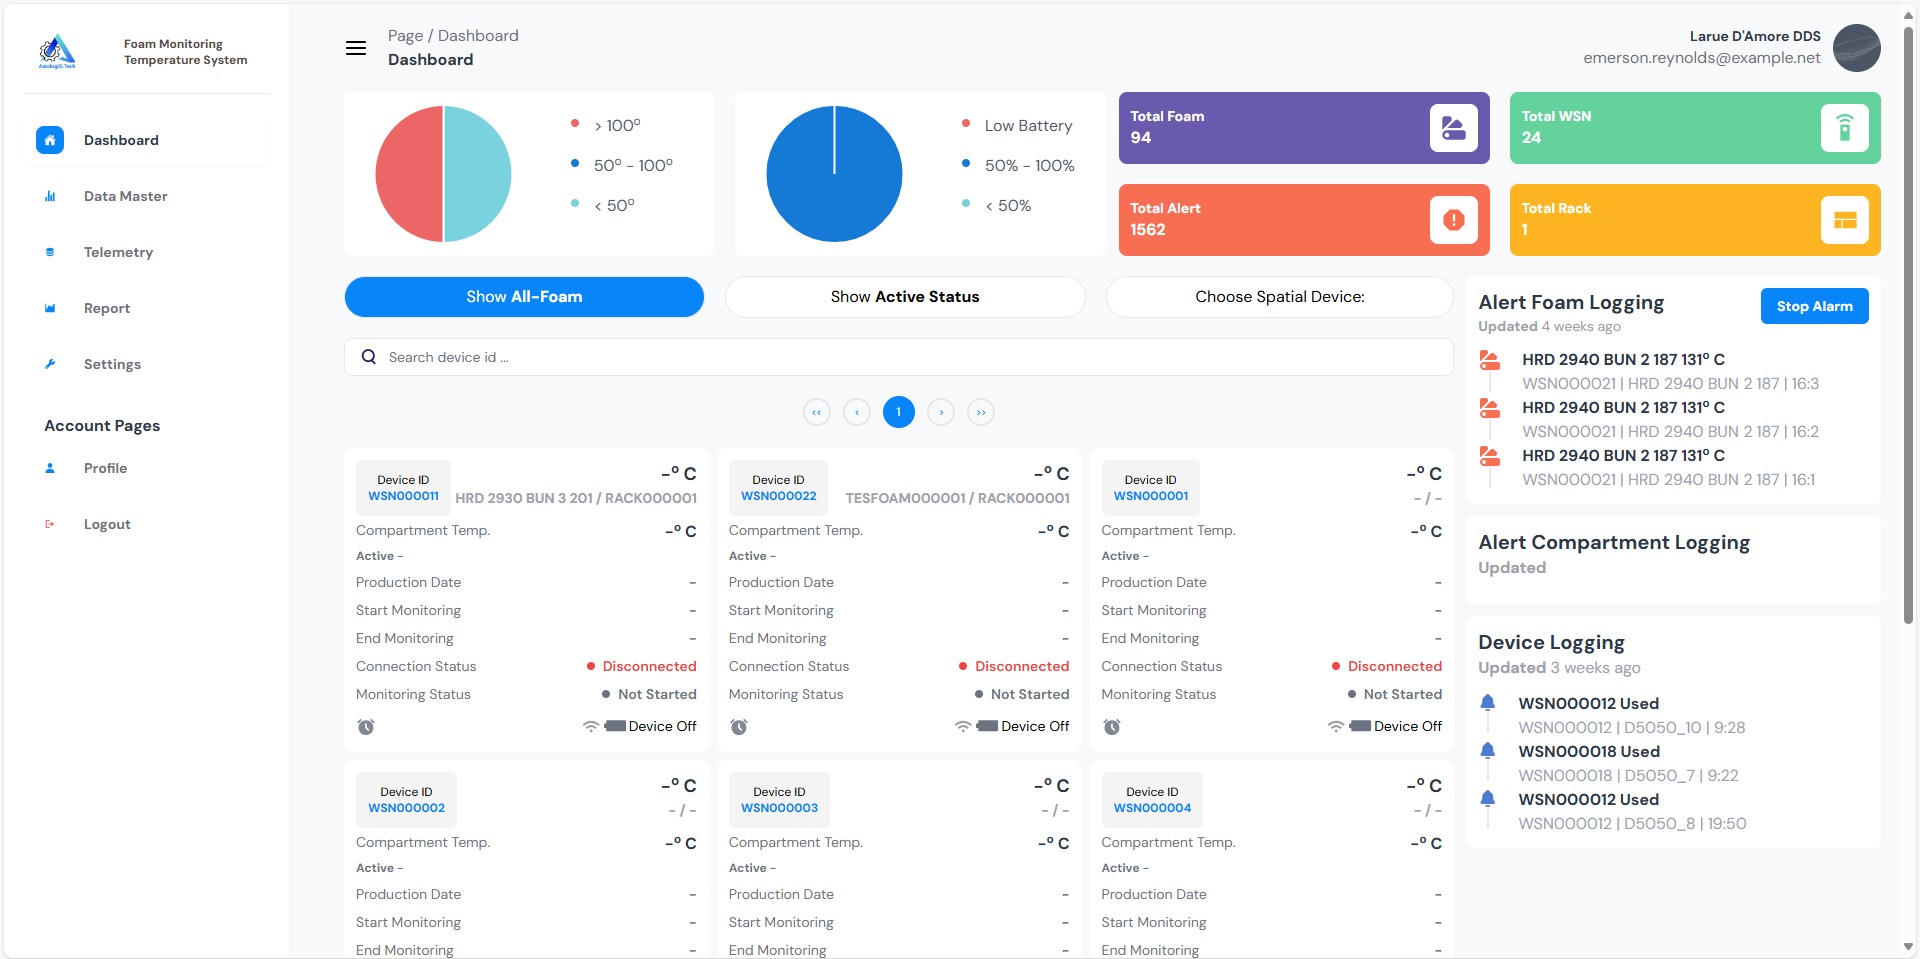 AutologiQ.Tech
Foam Monitoring
Temperature System
Dashboard
Data Master
Telemetry
Report
Settings
Account Pages
Profile
Logout
Page / Dashboard
Dashboard
Larue D'Amore DDS
emerson.reynolds@example.net
> 100º
50º - 100º
< 50º
Low Battery
50% - 100%
< 50%
Total Foam
94
Total WSN
24
Total Alert
1562
Total Rack
1
Show All-Foam
Show Active Status
Choose Spatial Device:
Search device id ...
‹‹ ‹ 1 › ››
Device ID
WSN000011
-º C
HRD 2930 BUN 3 201 / RACK000001
Compartment Temp. -º C
Active -
Production Date -
Start Monitoring -
End Monitoring -
Connection Status Disconnected
Monitoring Status Not Started
Device Off
Device ID
WSN000022
-º C
TESFOAM000001 / RACK000001
Compartment Temp. -º C
Active -
Production Date -
Start Monitoring -
End Monitoring -
Connection Status Disconnected
Monitoring Status Not Started
Device Off
Device ID
WSN000001
-º C
- / -
Compartment Temp. -º C
Active -
Production Date -
Start Monitoring -
End Monitoring -
Connection Status Disconnected
Monitoring Status Not Started
Device Off
Device ID
WSN000002
-º C
- / -
Compartment Temp. -º C
Active -
Production Date -
Start Monitoring -
End Monitoring -
Device ID
WSN000003
-º C
- / -
Compartment Temp. -º C
Active -
Production Date -
Start Monitoring -
End Monitoring -
Device ID
WSN000004
-º C
- / -
Compartment Temp. -º C
Active -
Production Date -
Start Monitoring -
End Monitoring -
Alert Foam Logging
Updated 4 weeks ago
Stop Alarm
HRD 2940 BUN 2 187 131º C
WSN000021 | HRD 2940 BUN 2 187 | 16:3
HRD 2940 BUN 2 187 131º C
WSN000021 | HRD 2940 BUN 2 187 | 16:2
HRD 2940 BUN 2 187 131º C
WSN000021 | HRD 2940 BUN 2 187 | 16:1
Alert Compartment Logging
Updated
Device Logging
Updated 3 weeks ago
WSN000012 Used
WSN000012 | D5050_10 | 9:28
WSN000018 Used
WSN000018 | D5050_7 | 9:22
WSN000012 Used
WSN000012 | D5050_8 | 19:50